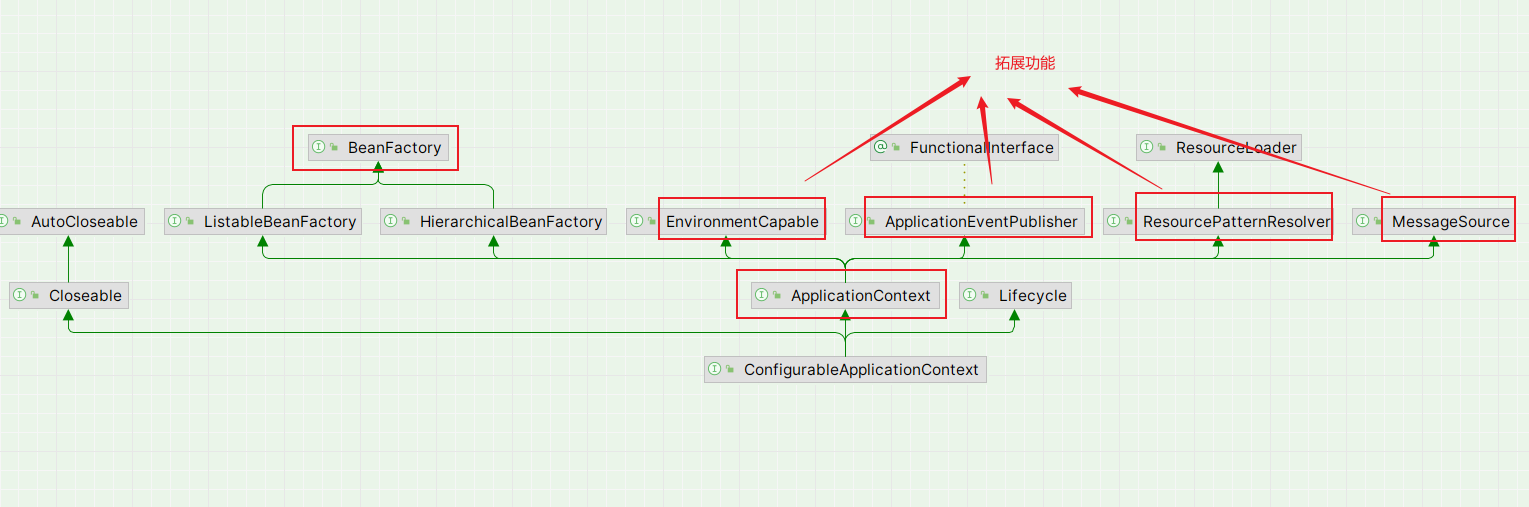 拓展功能
BeanFactory
FunctionalInterface
ResourceLoader
AutoCloseable
ListableBeanFactory
HierarchicalBeanFactory
EnvironmentCapable
ApplicationEventPublisher
ResourcePatternResolver
MessageSource
Closeable
ApplicationContext
Lifecycle
ConfigurableApplicationContext